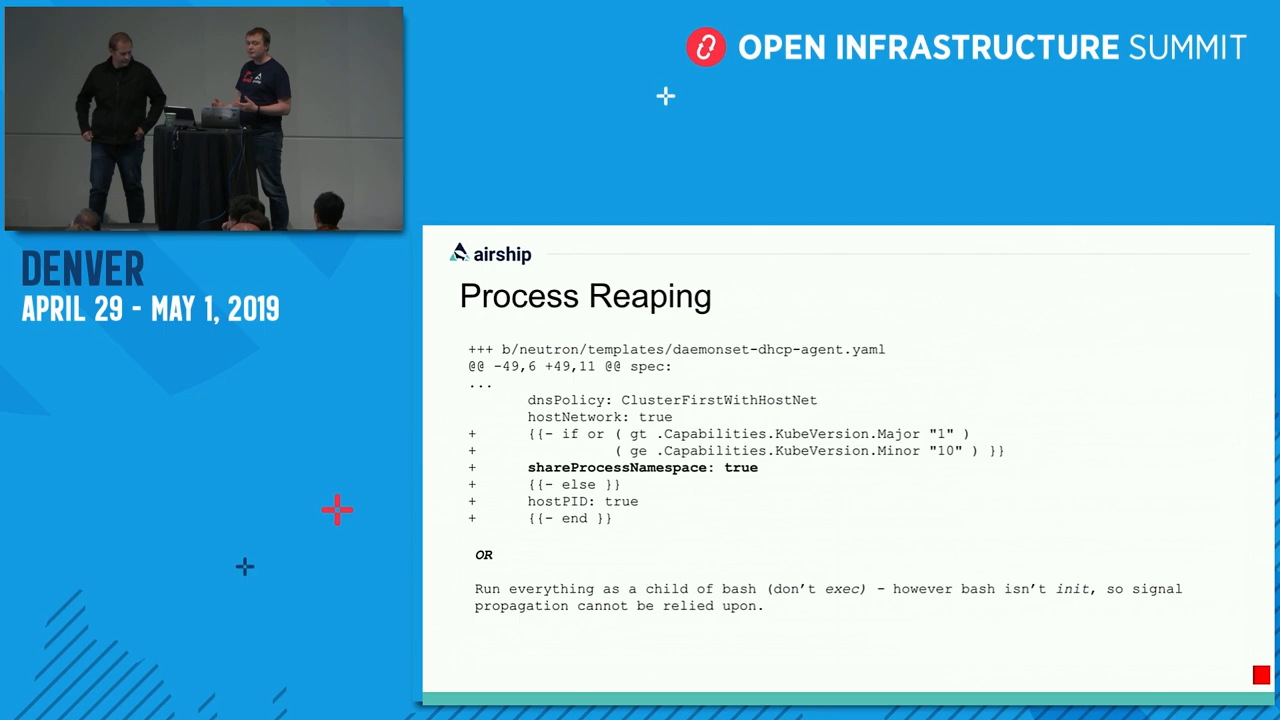 OPEN INFRASTRUCTURE SUMMIT
DENVER
APRIL 29 - MAY 1, 2019
airship
Process Reaping
+++ b/neutron/templates/daemonset-dhcp-agent.yaml
@@ -49,6 +49,11 @@ spec:
...
dnsPolicy: ClusterFirstWithHostNet
hostNetwork: true
+ {{- if or ( gt .Capabilities.KubeVersion.Major "1" )
+ ( ge .Capabilities.KubeVersion.Minor "10" ) }}
+ shareProcessNamespace: true
+ {{- else }}
+ hostPID: true
+ {{- end }}
OR
Run everything as a child of bash (don’t exec) - however bash isn’t init, so signal
propagation cannot be relied upon.